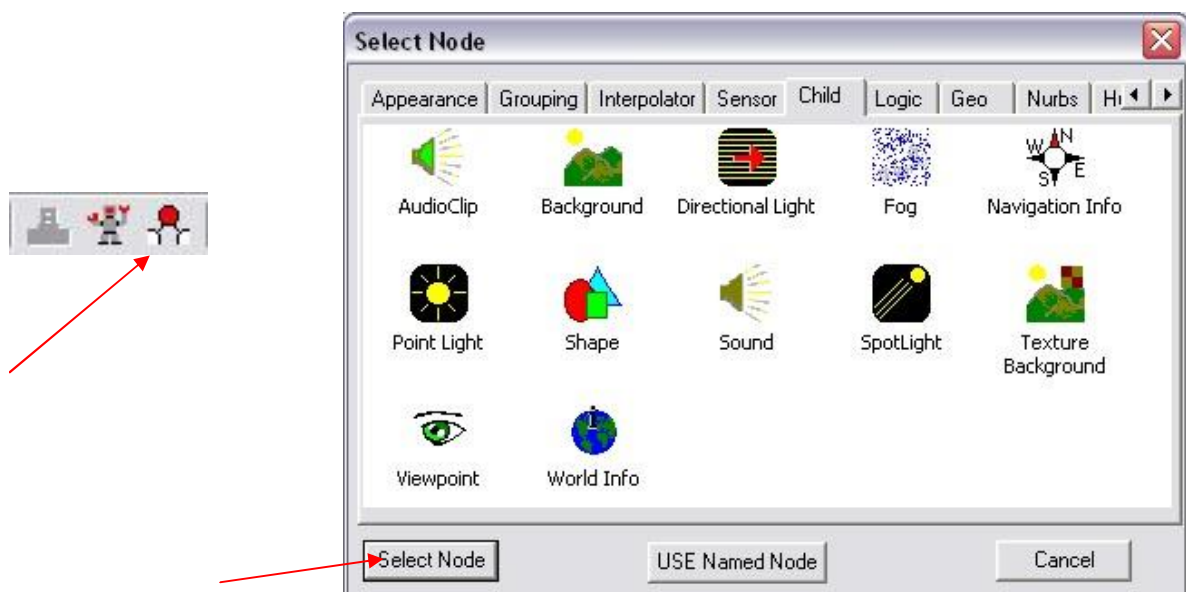 Select Node
Appearance Grouping Interpolator Sensor Child Logic Geo Nurbs
AudioClip Background Directional Light Fog Navigation Info
W N
S E
Point Light Shape Sound SpotLight Texture
Background
Viewpoint World Info
Select Node USE Named Node Cancel